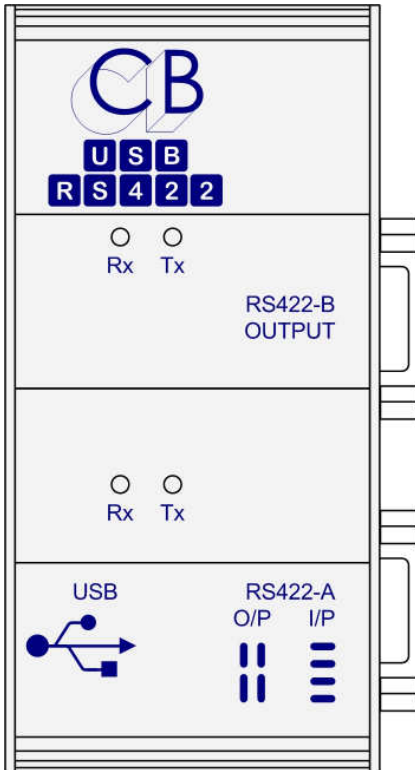 CB
USB
RS422
Rx Tx
RS422-B
OUTPUT
Rx Tx
USB RS422-A
O/P I/P